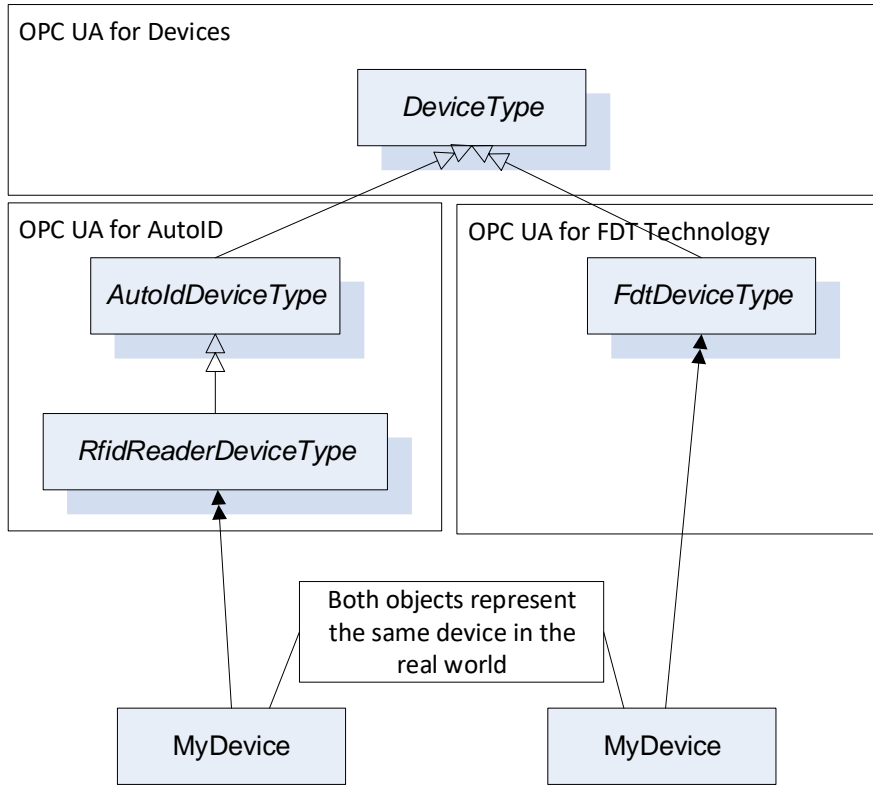 OPC UA for Devices
DeviceType
OPC UA for AutoID
OPC UA for FDT Technology
AutoIdDeviceType
FdtDeviceType
RfidReaderDeviceType
Both objects represent
the same device in the
real world
MyDevice
MyDevice